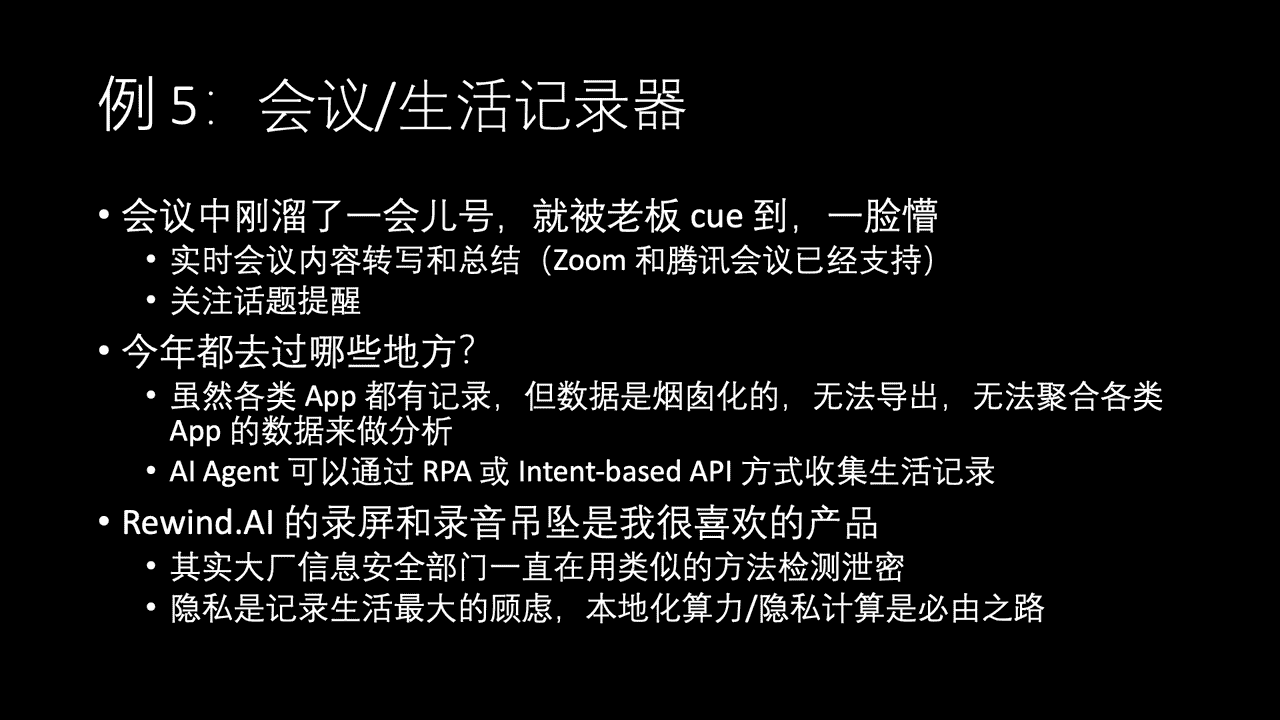 例 5：会议/生活记录器
• 会议中刚溜了一会儿号，就被老板 cue 到，一脸懵
• 实时会议内容转写和总结（Zoom 和腾讯会议已经支持）
• 关注话题提醒
• 今年都去过哪些地方？
• 虽然各类 App 都有记录，但数据是烟囱化的，无法导出，无法聚合各类
App 的数据来做分析
• AI Agent 可以通过 RPA 或 Intent-based API 方式收集生活记录
• Rewind.AI 的录屏和录音吊坠是我很喜欢的产品
• 其实大厂信息安全部门一直在用类似的方法检测泄密
• 隐私是记录生活最大的顾虑，本地化算力/隐私计算是必由之路